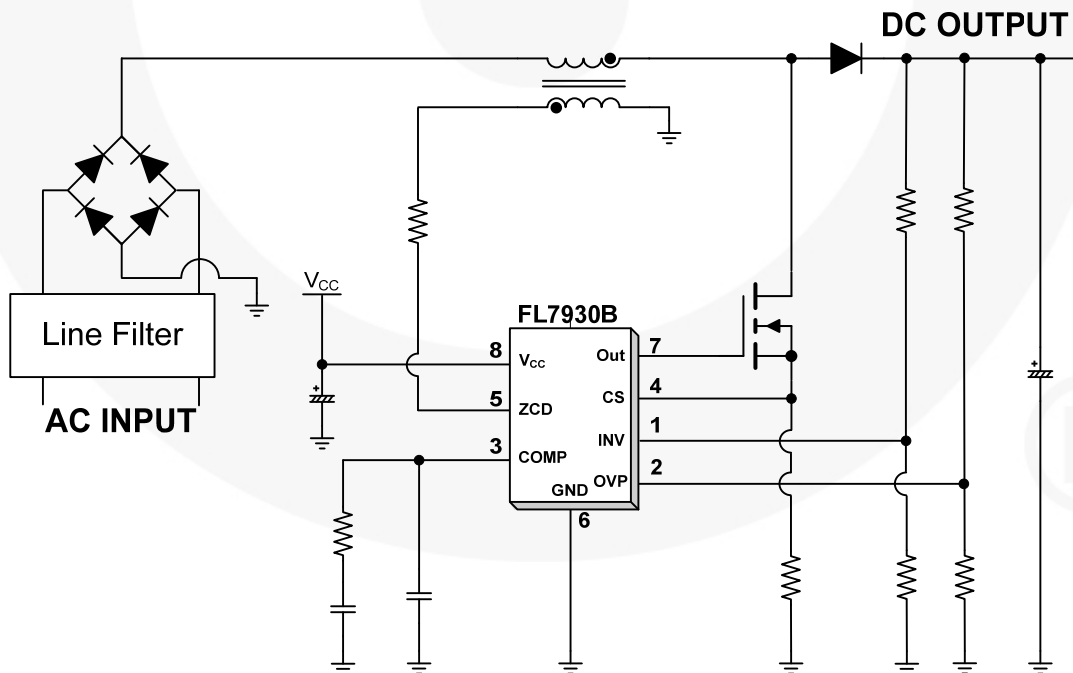 DC OUTPUT
V_CC
FL7930B
Line Filter
8
V_CC
Out
7
CS
4
AC INPUT
5
ZCD
INV
1
3
COMP
OVP
2
GND
6
+
+